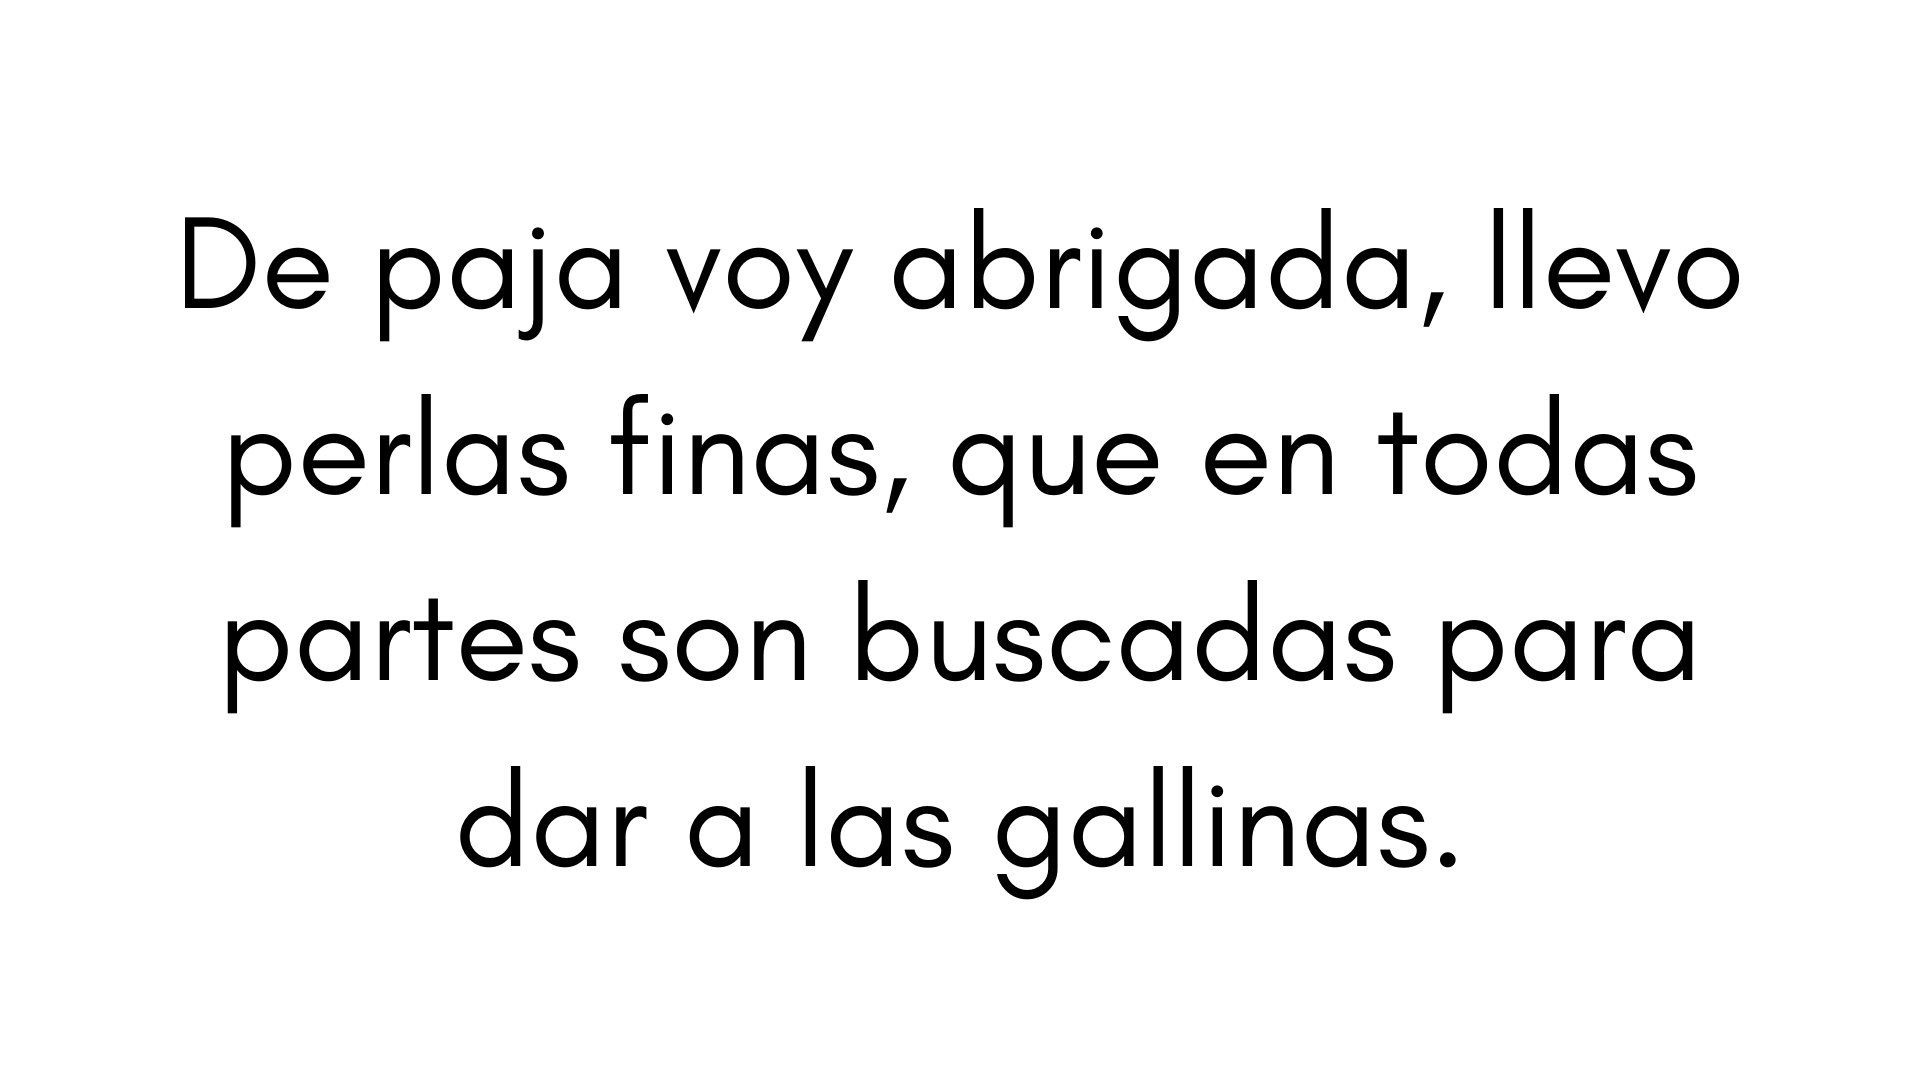 De paja voy abrigada, llevo
perlas finas, que en todas
partes son buscadas para
dar a las gallinas.